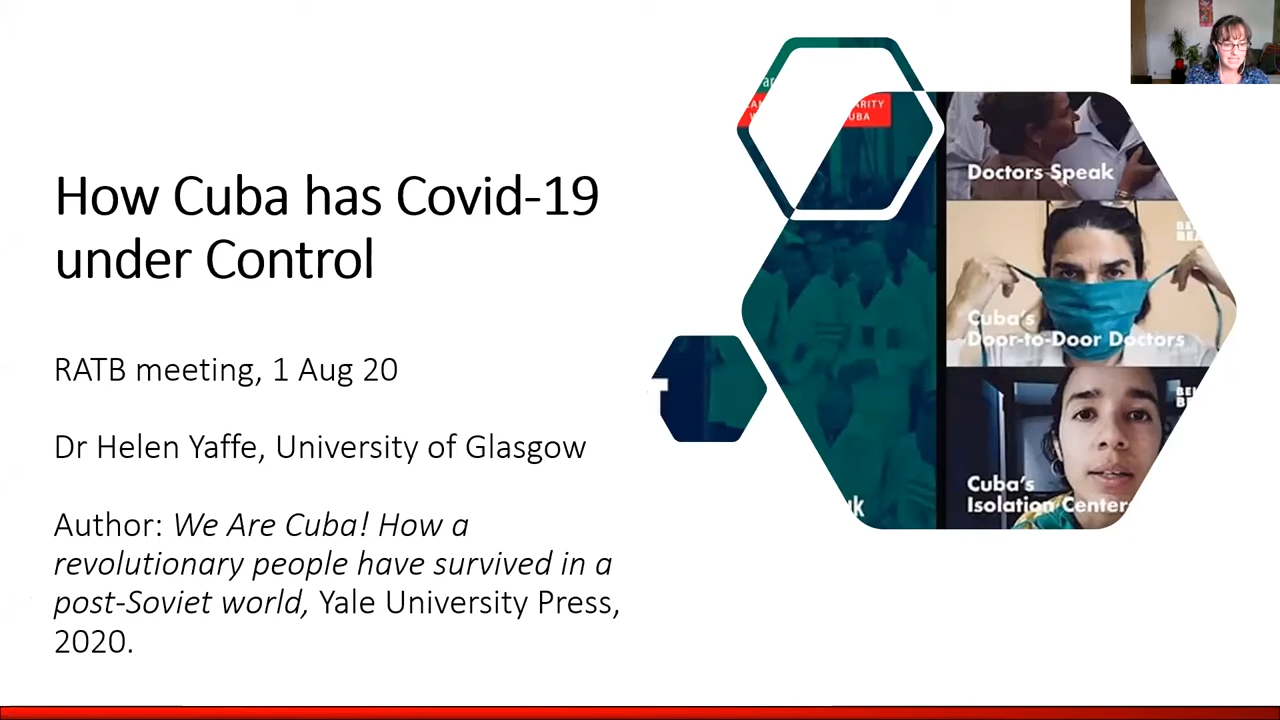 How Cuba has Covid-19
under Control
RATB meeting, 1 Aug 20
Dr Helen Yaffe, University of Glasgow
Author: We Are Cuba! How a
revolutionary people have survived in a
post-Soviet world, Yale University Press,
2020.
Doctors Speak
Cuba's
Door-to-Door Doctors
Cuba's
Isolation Center